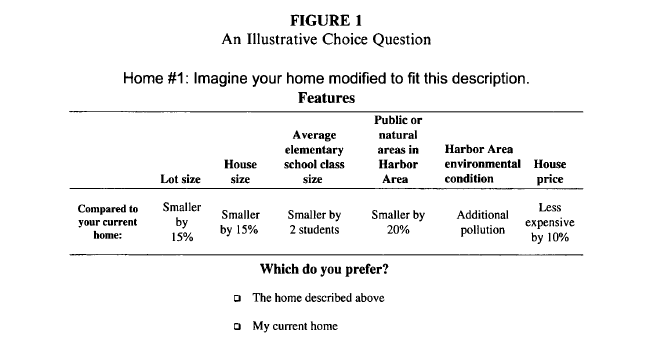 FIGURE 1
An Illustrative Choice Question
Home #1: Imagine your home modified to fit this description.
Features
Lot size
House
size
Average
elementary
school class
size
Public or
natural
areas in
Harbor
Area
Harbor Area
environmental
condition
House
price
Compared to
your current
home:
Smaller
by
15%
Smaller
by 15%
Smaller by
2 students
Smaller by
20%
Additional
pollution
Less
expensive
by 10%
Which do you prefer?
The home described above
My current home